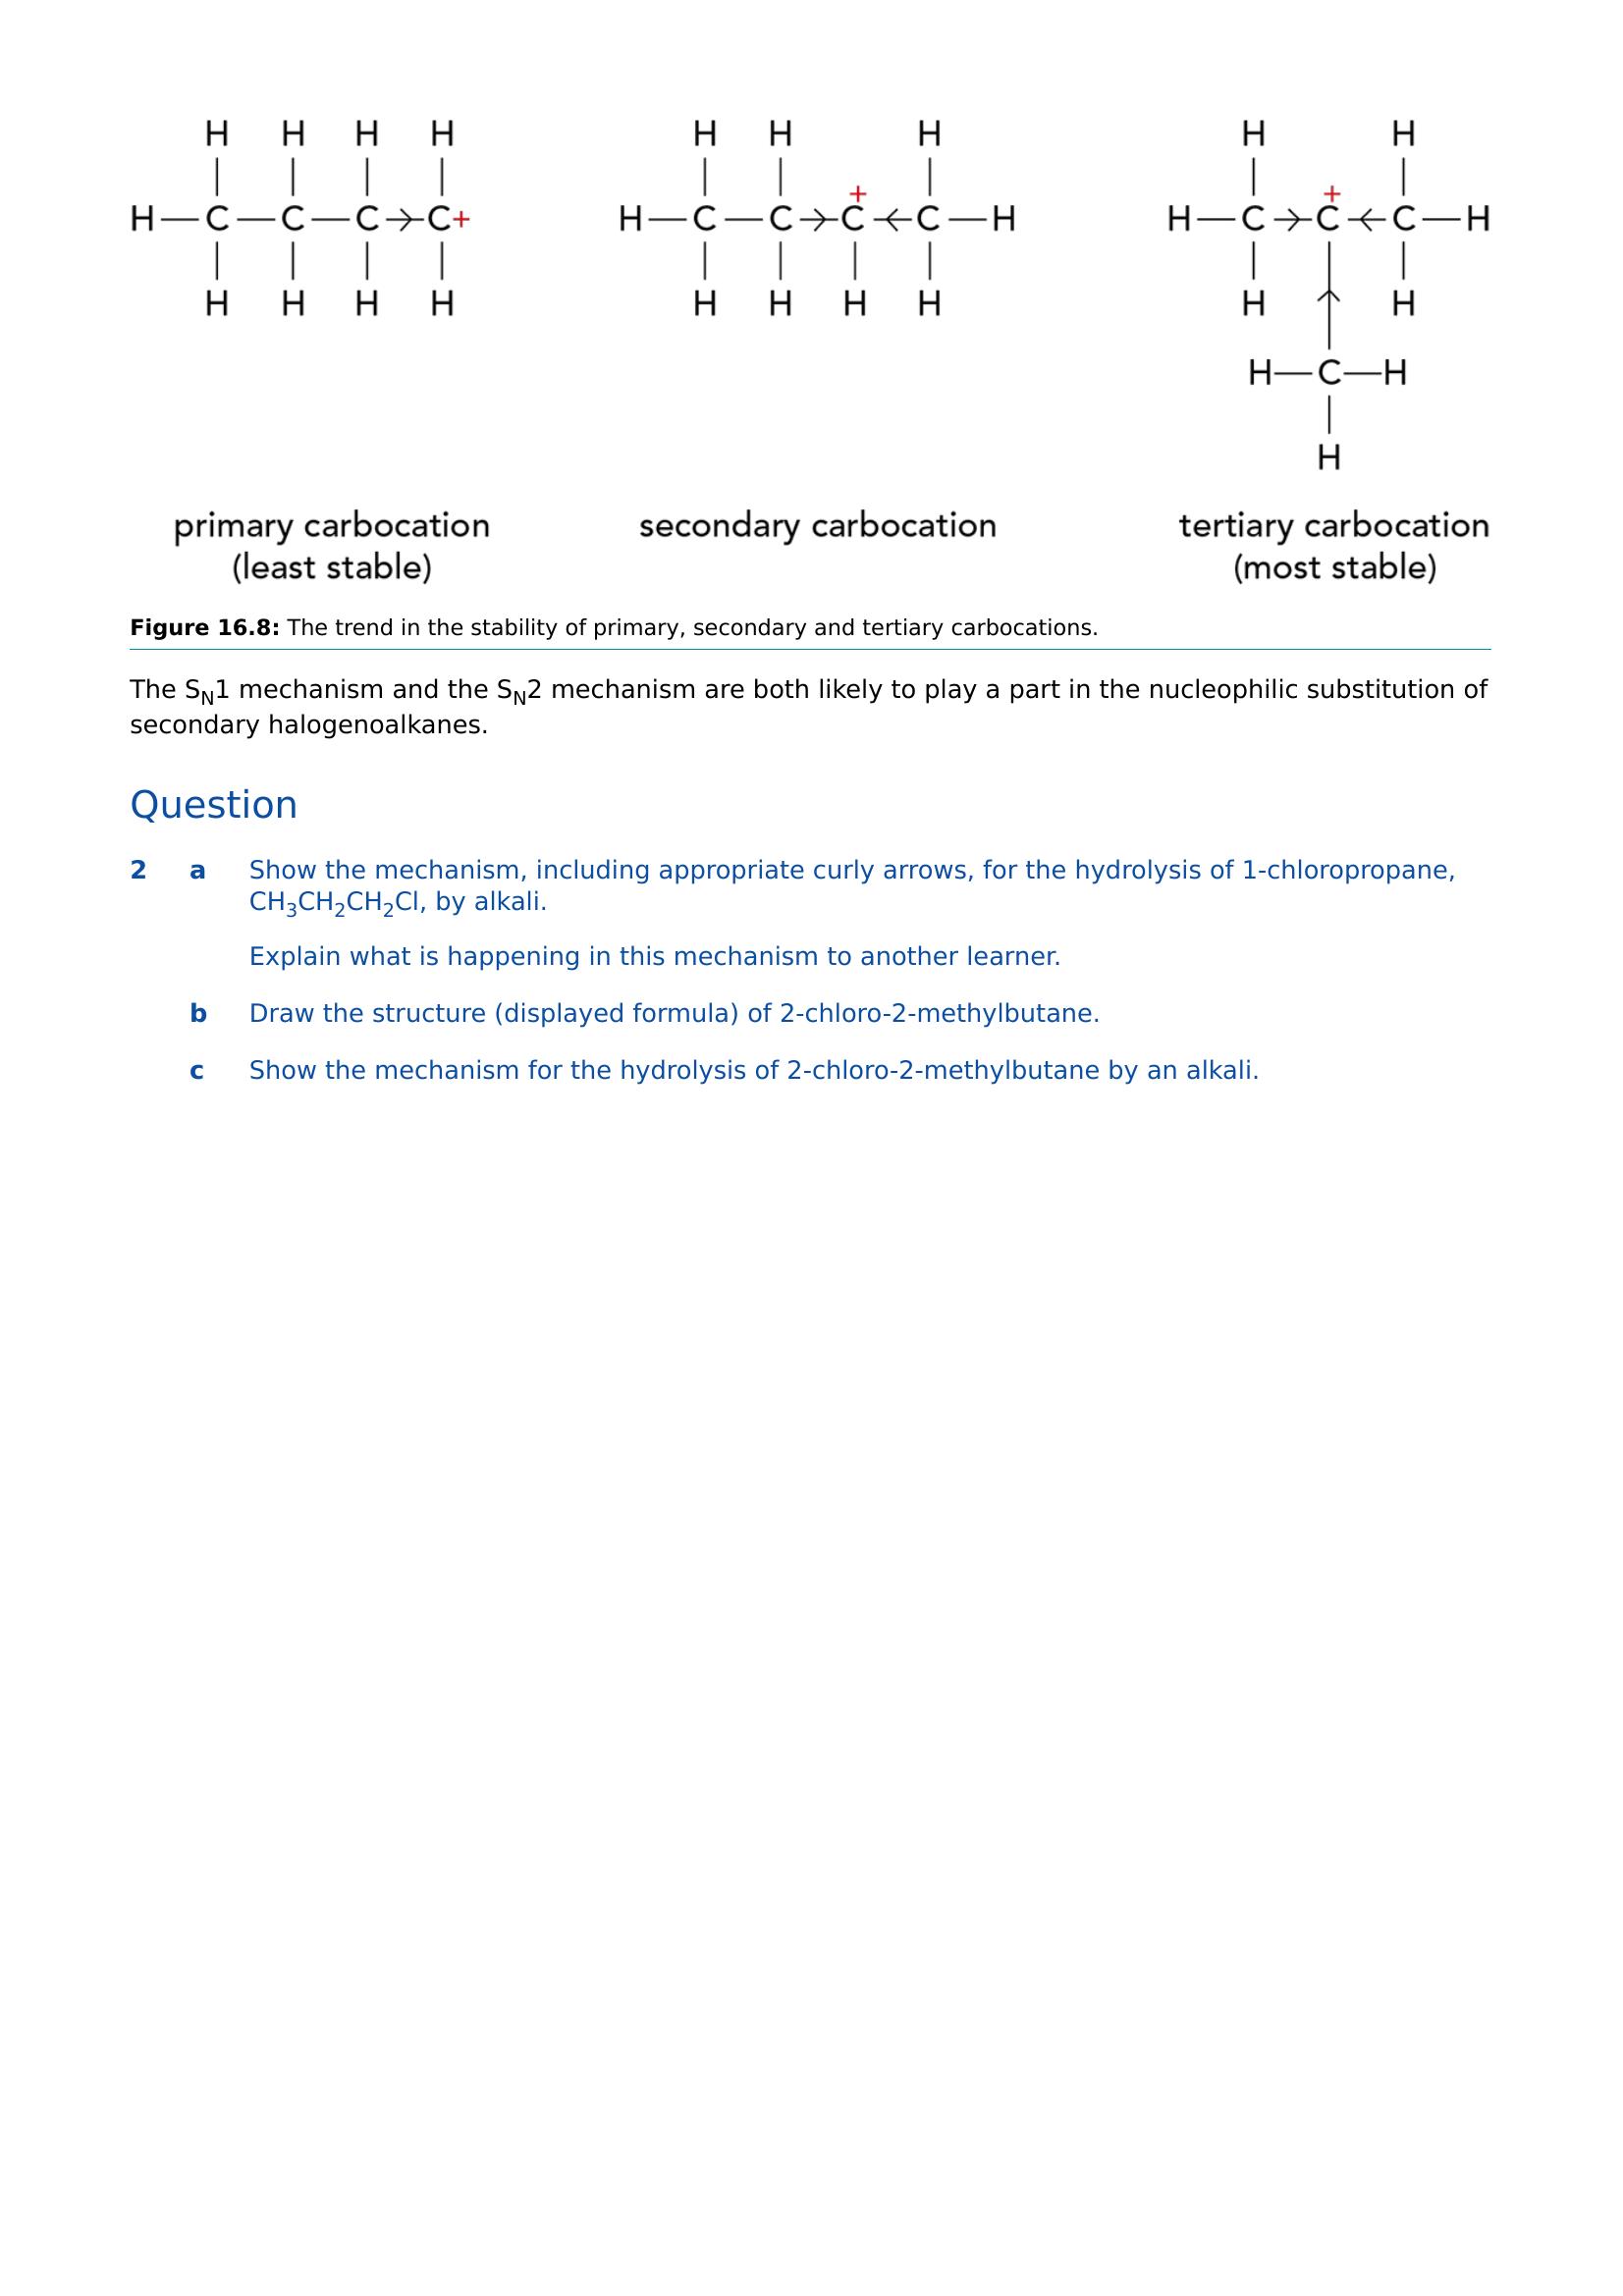 H H H H
H—C—C—C→C+
H H H H
H H H
H—C—C→C+←C—H
H H H H
H H
H—C→C+←C—H
H H
H—C—H
H
primary carbocation
(least stable)
secondary carbocation
tertiary carbocation
(most stable)
Figure 16.8: The trend in the stability of primary, secondary and tertiary carbocations.
The SN1 mechanism and the SN2 mechanism are both likely to play a part in the nucleophilic substitution of
secondary halogenoalkanes.
Question
2 a Show the mechanism, including appropriate curly arrows, for the hydrolysis of 1-chloropropane,
CH3CH2CH2Cl, by alkali.
Explain what is happening in this mechanism to another learner.
b Draw the structure (displayed formula) of 2-chloro-2-methylbutane.
c Show the mechanism for the hydrolysis of 2-chloro-2-methylbutane by an alkali.